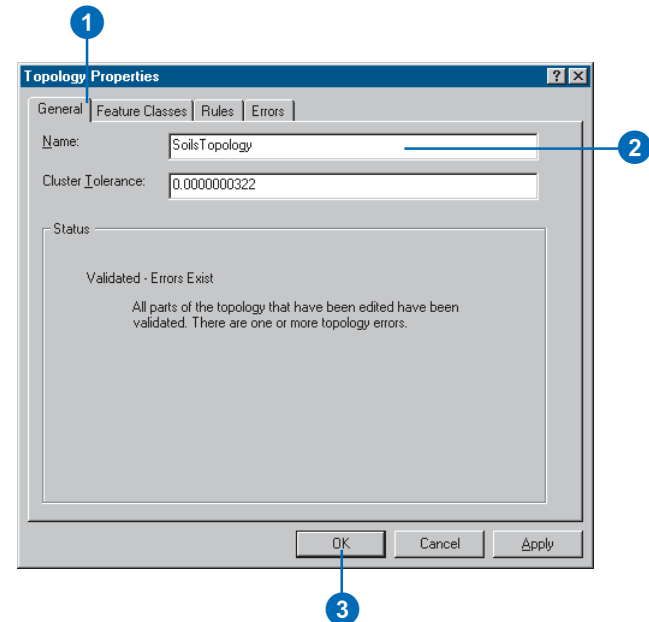 1
Topology Properties
General Feature Classes Rules Errors
Name: SoilsTopology
2
Cluster Tolerance: 0.0000000322
Status
Validated - Errors Exist
All parts of the topology that have been edited have been
validated. There are one or more topology errors.
OK Cancel Apply
3